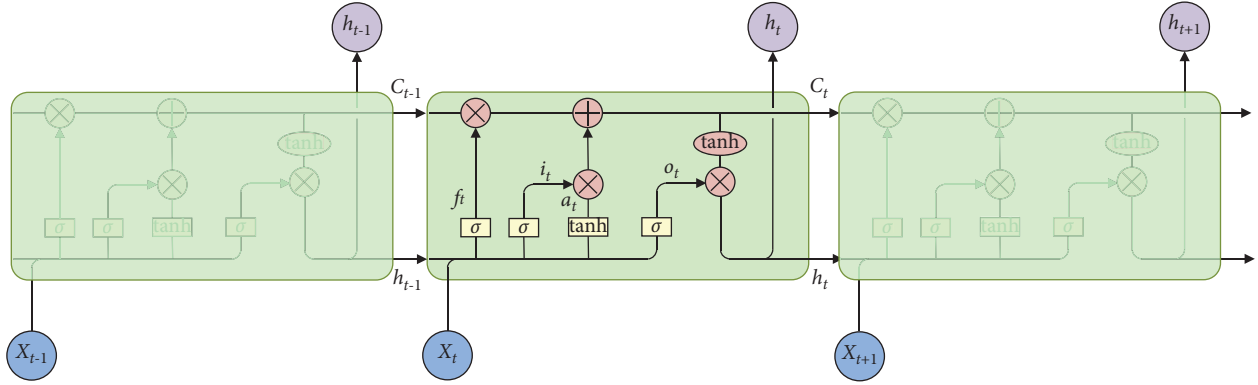 h_{t-1}
h_t
h_{t+1}
C_{t-1}
C_t
tanh
tanh
tanh
i_t
o_t
f_t
a_t
σ
σ
tanh
σ
σ
σ
tanh
σ
σ
σ
tanh
σ
h_{t-1}
h_t
X_{t-1}
X_t
X_{t+1}